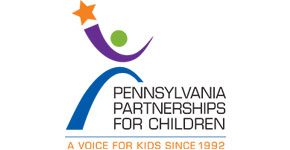 PENNSYLVANIA
PARTNERSHIPS
FOR CHILDREN
A VOICE FOR KIDS SINCE 1992